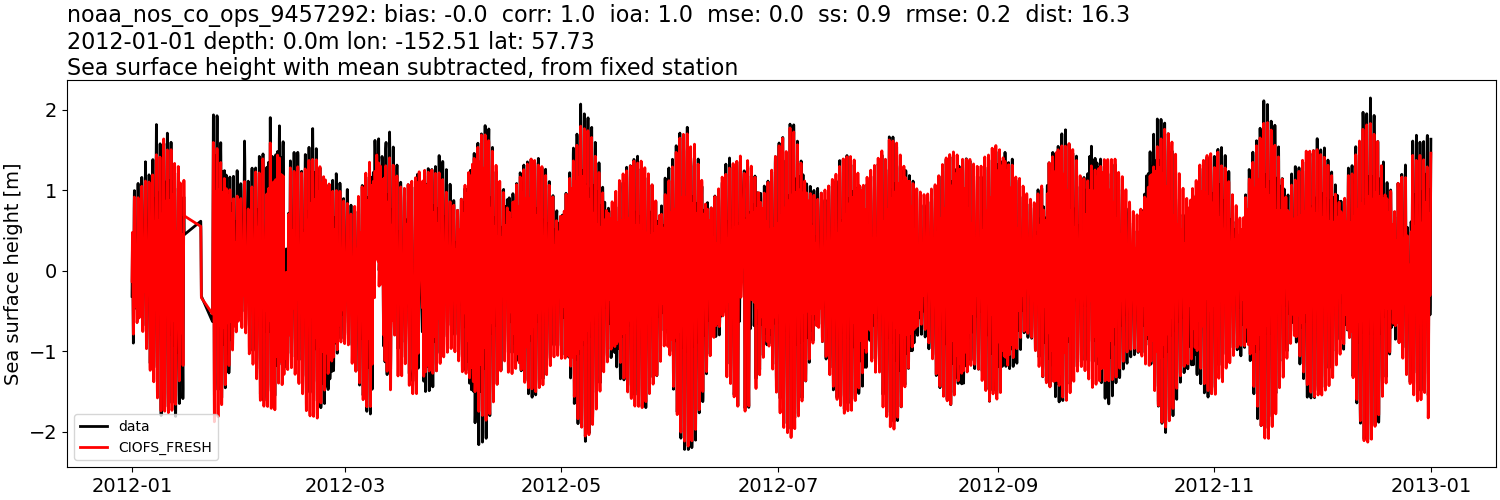 noaa_nos_co_ops_9457292: bias: -0.0  corr: 1.0  ioa: 1.0  mse: 0.0  ss: 0.9  rmse: 0.2  dist: 16.3
2012-01-01 depth: 0.0m lon: -152.51 lat: 57.73
Sea surface height with mean subtracted, from fixed station
Sea surface height [m]
2
1
0
−1
−2
data
CIOFS_FRESH
2012-01
2012-03
2012-05
2012-07
2012-09
2012-11
2013-01